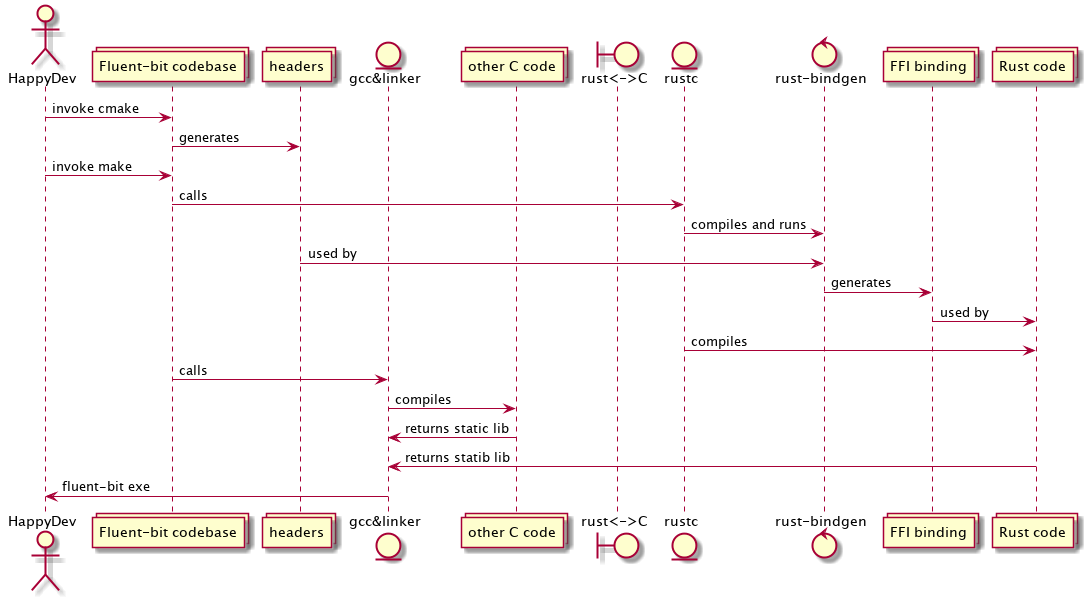 HappyDev
Fluent-bit codebase
headers
gcc&linker
other C code
rust<->C
rustc
rust-bindgen
FFI binding
Rust code
invoke cmake
generates
invoke make
calls
compiles and runs
used by
generates
used by
compiles
calls
compiles
returns static lib
returns statib lib
fluent-bit exe
HappyDev
Fluent-bit codebase
headers
gcc&linker
other C code
rust<->C
rustc
rust-bindgen
FFI binding
Rust code